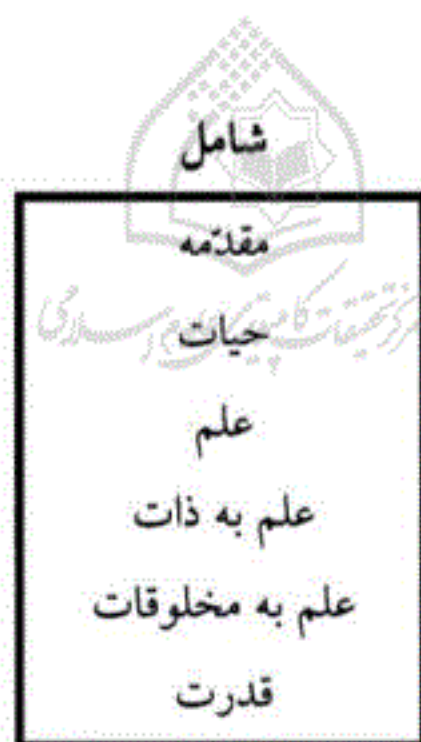 شامل
مقدّمه
حیات
علم
علم به ذات
علم به مخلوقات
قدرت